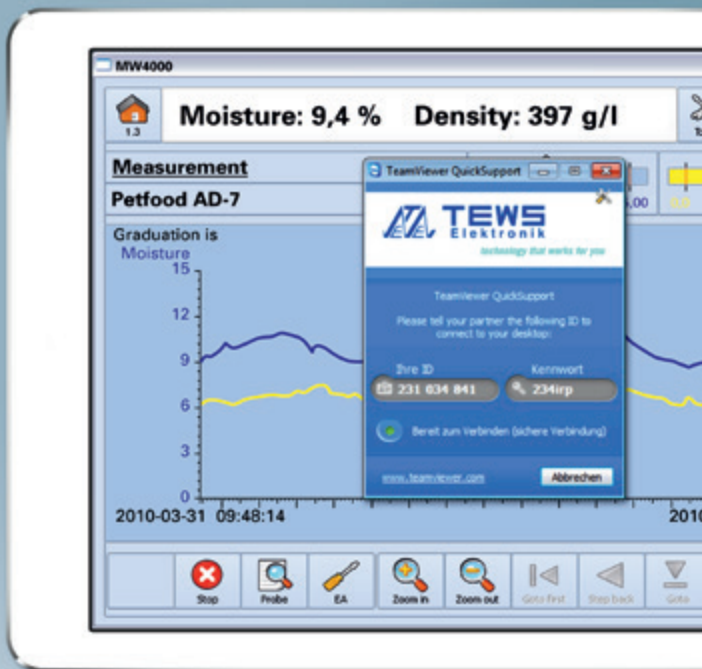 MW4000
1.3
Moisture: 9,4 % Density: 397 g/l
Measurement
Petfood AD-7
,00
0,0
Graduation is
Moisture
15
12
9
6
3
0
2010-03-31 09:48:14
2010
TeamViewer QuickSupport
TEWS
Elektronik
technology that works for you
TeamViewer QuickSupport
Please tell your partner the following ID to
connect to your desktop:
Ihre ID Kennwort
231 034 841 234irp
Bereit zum Verbinden (sichere Verbindung)
www.teamviewer.com Abbrechen
Stop Probe EA Zoom in Zoom out Goto first Step back Goto